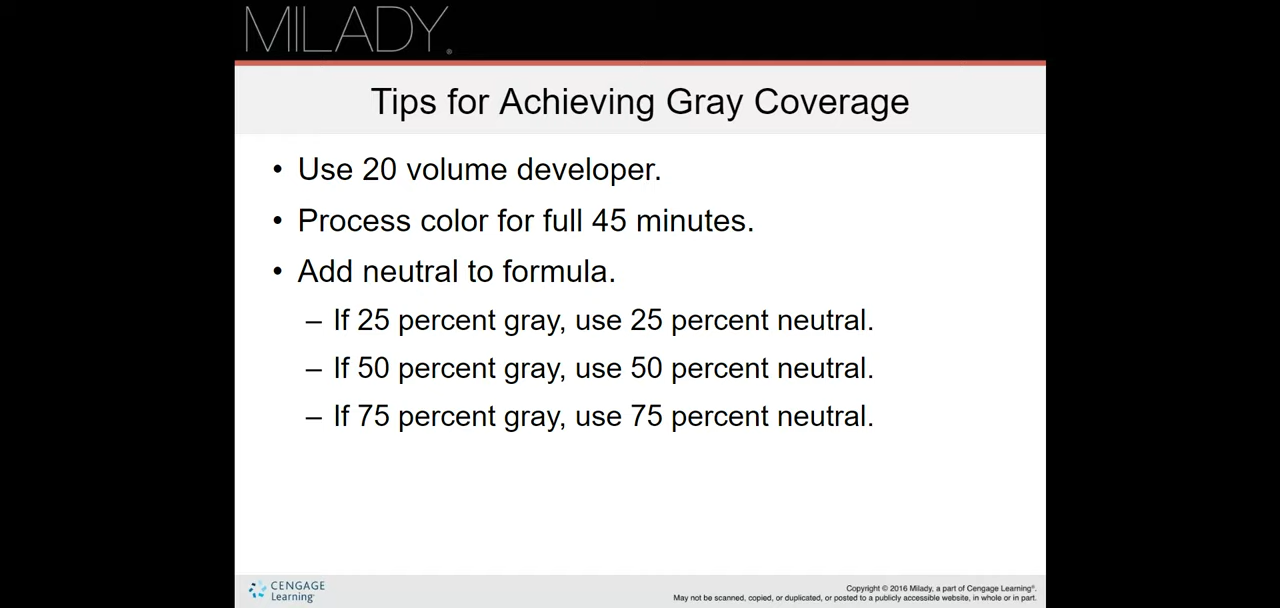 MILADY®
Tips for Achieving Gray Coverage
• Use 20 volume developer.
• Process color for full 45 minutes.
• Add neutral to formula.
– If 25 percent gray, use 25 percent neutral.
– If 50 percent gray, use 50 percent neutral.
– If 75 percent gray, use 75 percent neutral.
CENGAGE
Learning
Copyright © 2016 Milady, a part of Cengage Learning®.
May not be scanned, copied, or duplicated, or posted to a publicly accessible website, in whole or in part.